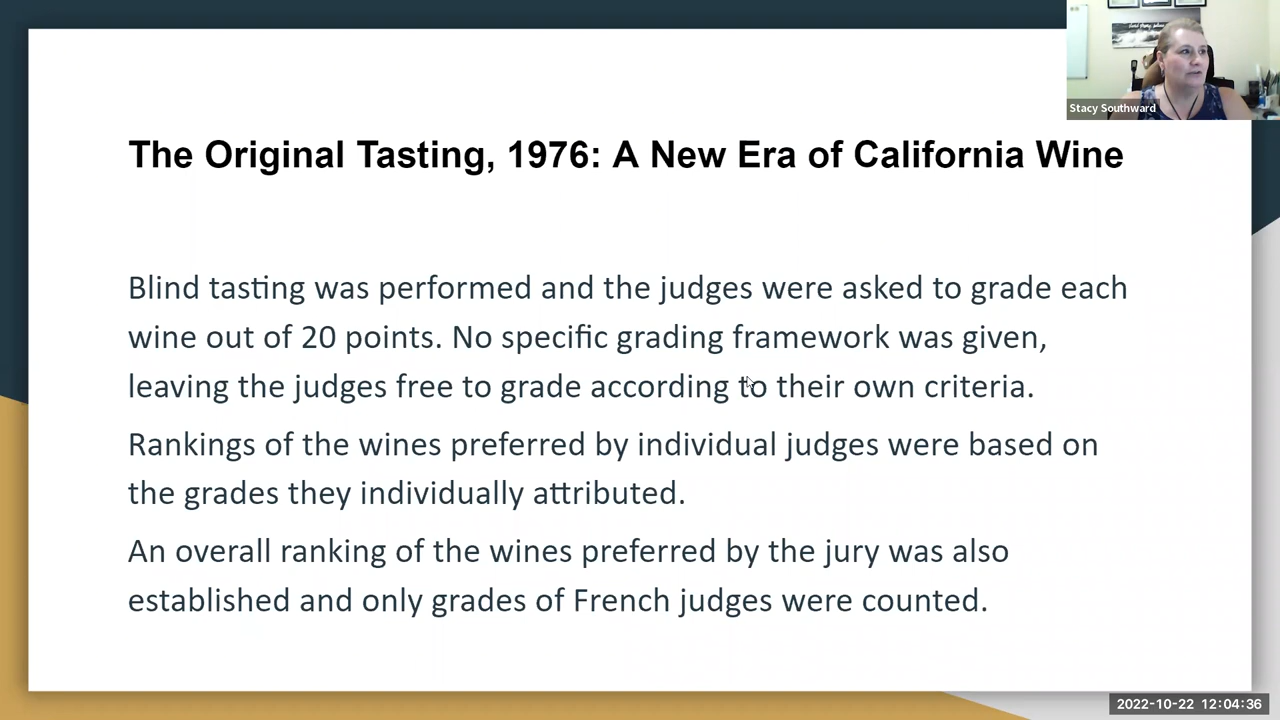 Stacy Southward
The Original Tasting, 1976: A New Era of California Wine
Blind tasting was performed and the judges were asked to grade each
wine out of 20 points. No specific grading framework was given,
leaving the judges free to grade according to their own criteria.
Rankings of the wines preferred by individual judges were based on
the grades they individually attributed.
An overall ranking of the wines preferred by the jury was also
established and only grades of French judges were counted.
2022-10-22 12:04:36